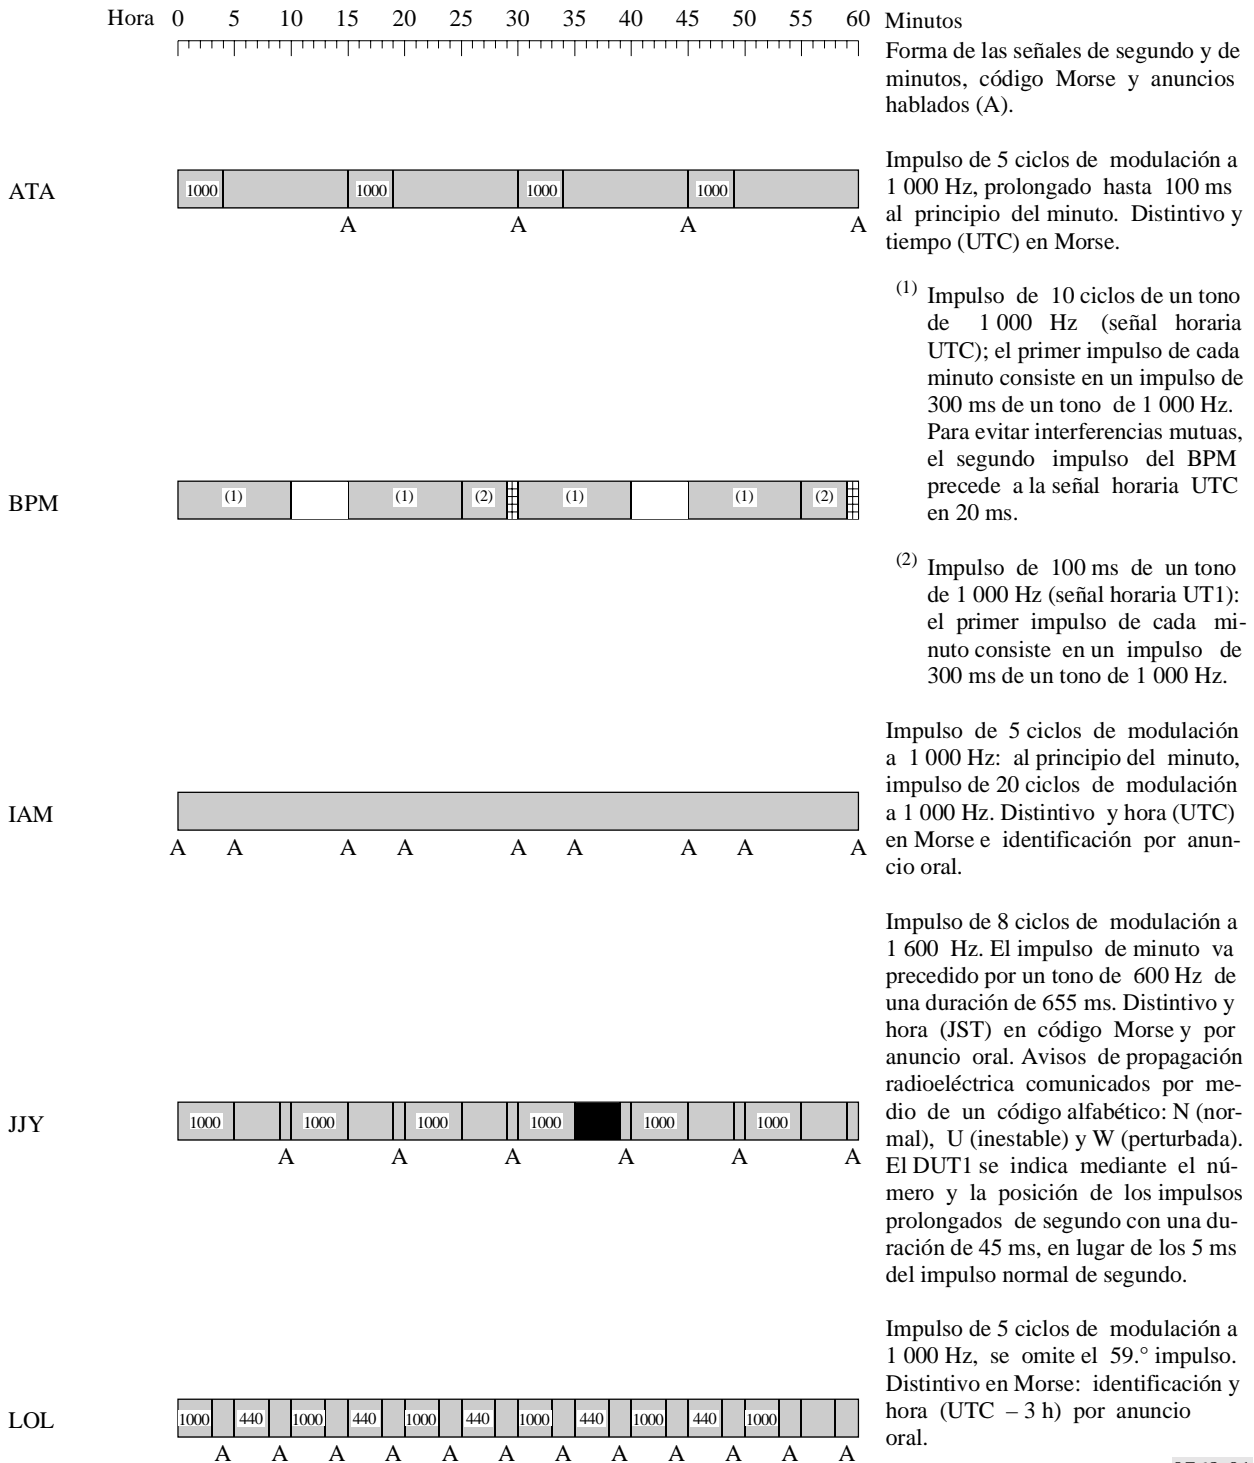 Hora 0 5 10 15 20 25 30 35 40 45 50 55 60 Minutos
Forma de las señales de segundo y de
minutos, código Morse y anuncios
hablados (A).
ATA
1000 1000 1000 1000
A A A A
Impulso de 5 ciclos de modulación a
1 000 Hz, prolongado hasta 100 ms
al principio del minuto. Distintivo y
tiempo (UTC) en Morse.
BPM
(1) (1) (2) (1) (1) (2)
(1) Impulso de 10 ciclos de un tono
de 1 000 Hz (señal horaria
UTC); el primer impulso de cada
minuto consiste en un impulso de
300 ms de un tono de 1 000 Hz.
Para evitar interferencias mutuas,
el segundo impulso del BPM
precede a la señal horaria UTC
en 20 ms.
(2) Impulso de 100 ms de un tono
de 1 000 Hz (señal horaria UT1):
el primer impulso de cada mi-
nuto consiste en un impulso de
300 ms de un tono de 1 000 Hz.
IAM
A A A A A A A A A
Impulso de 5 ciclos de modulación
a 1 000 Hz: al principio del minuto,
impulso de 20 ciclos de modulación
a 1 000 Hz. Distintivo y hora (UTC)
en Morse e identificación por anun-
cio oral.
JJY
1000 1000 1000 1000 1000 1000
A A A A A A
Impulso de 8 ciclos de modulación a
1 600 Hz. El impulso de minuto va
precedido por un tono de 600 Hz de
una duración de 655 ms. Distintivo y
hora (JST) en código Morse y por
anuncio oral. Avisos de propagación
radioeléctrica comunicados por me-
dio de un código alfabético: N (nor-
mal), U (inestable) y W (perturbada).
El DUT1 se indica mediante el nú-
mero y la posición de los impulsos
prolongados de segundo con una du-
ración de 45 ms, en lugar de los 5 ms
del impulso normal de segundo.
LOL
1000 440 1000 440 1000 440 1000 440 1000 440 1000
A A A A A A A A A A A A
Impulso de 5 ciclos de modulación a
1 000 Hz, se omite el 59.° impulso.
Distintivo en Morse: identificación y
hora (UTC – 3 h) por anuncio
oral.